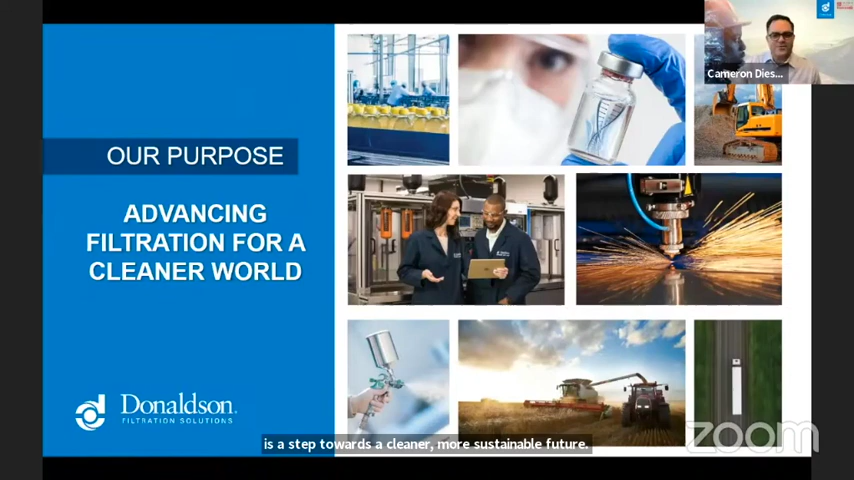 Cameron Dies...
OUR PURPOSE
ADVANCING
FILTRATION FOR A
CLEANER WORLD
Donaldson.
FILTRATION SOLUTIONS
is a step towards a cleaner, more sustainable future.
zoom